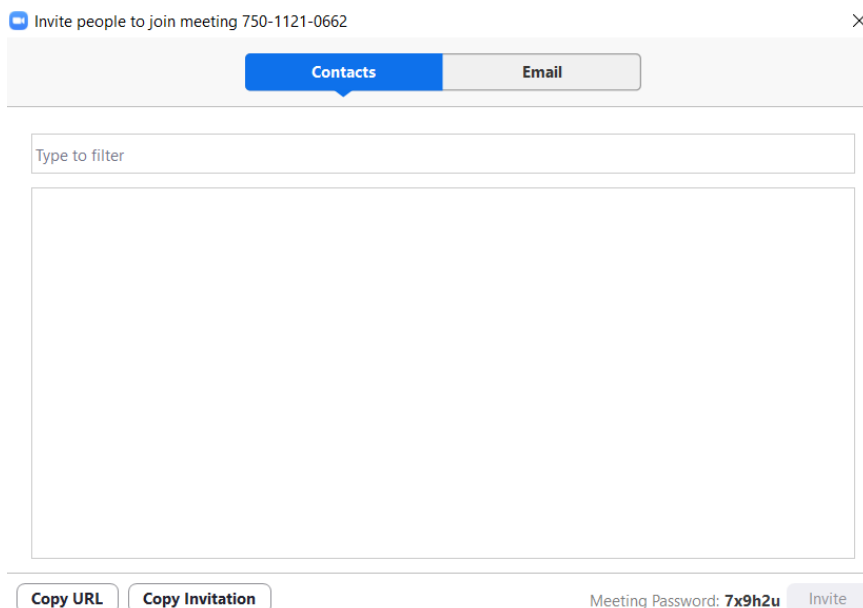 Invite people to join meeting 750-1121-0662
Contacts Email
Type to filter
Copy URL Copy Invitation Meeting Password: 7x9h2u Invite